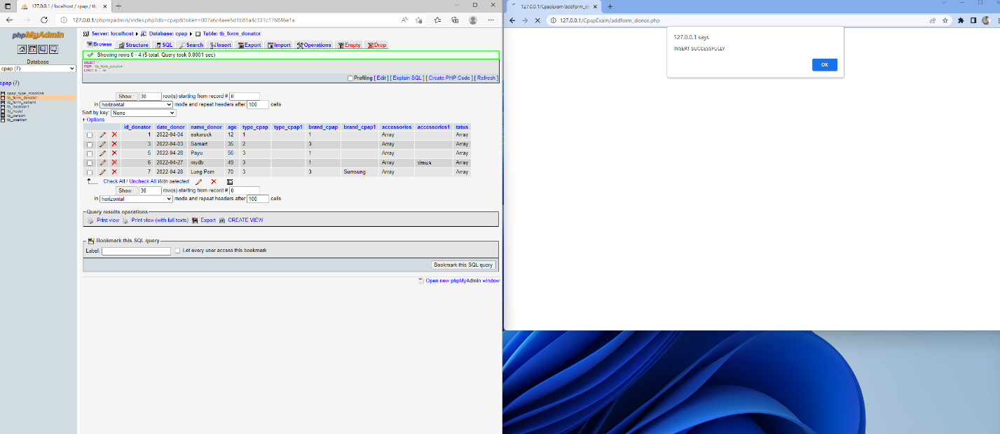 127.0.0.1 / localhost / cpap / tb
127.0.0.1/phpmyadmin/index.php?db=cpap&token=007a6c4aee5d1b81a4c331c176846e1a
phpMyAdmin
Database
cpap (7)
cpap (7)
cpap_type_machine
tb_form_donator
tb_form_patient
tb_location1
tb_nuser
tb_person
tb_position
Server: localhost Database: cpap Table: tb_form_donator
Browse Structure SQL Search Insert Export Import Operations Empty Drop
Showing rows 0 - 4 (5 total, Query took 0.0001 sec)
SELECT *
FROM `tb_form_donator`
LIMIT 0 , 30
Profiling [ Edit ] [ Explain SQL ] [ Create PHP Code ] [ Refresh ]
Show : 30 row(s) starting from record # 0
in horizontal mode and repeat headers after 100 cells
Sort by key: None
+ Options
id_donator date_donor name_donor age type_cpap type_cpap1 brand_cpap brand_cpap1 accessories accessories1 tatus
1 2022-04-04 eakaruck 12 1 1 Array Array
3 2022-04-03 Samart 35 2 3 Array Array
5 2022-04-28 Payu 56 3 1 Array Array
6 2022-04-27 mydb 49 3 1 Array Array
7 2022-04-28 Lung Pom 70 3 3 Sumsung Array Array
Check All / Uncheck All With selected:
Show : 30 row(s) starting from record # 0
in horizontal mode and repeat headers after 100 cells
Query results operations
Print view Print view (with full texts) Export CREATE VIEW
Bookmark this SQL query
Label: Let every user access this bookmark
Bookmark this SQL query
Open new phpMyAdmin window
127.0.0.1/CpapExam/addform_do
127.0.0.1/CpapExam/addform_donor.php
127.0.0.1 says
INSERT SUCCESSFULLY
OK